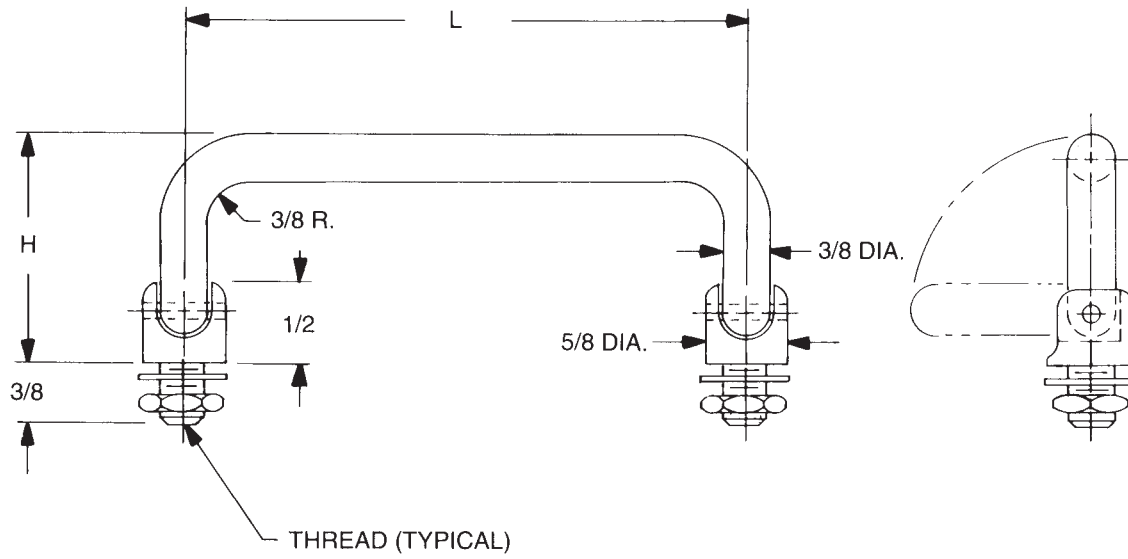 L
H
3/8 R.
3/8 DIA.
1/2
5/8 DIA.
3/8
THREAD (TYPICAL)